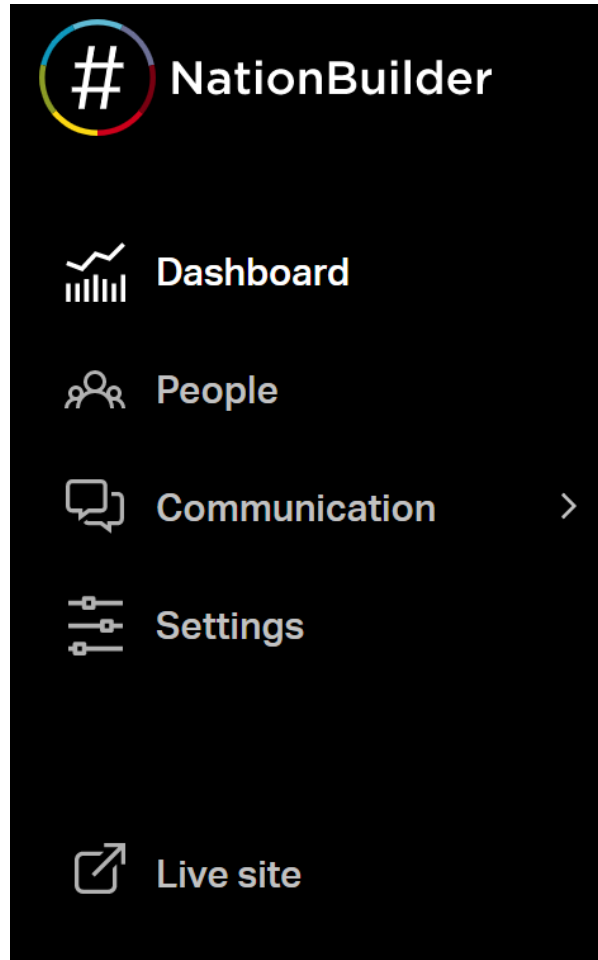 # NationBuilder
Dashboard
People
Communication
Settings
Live site